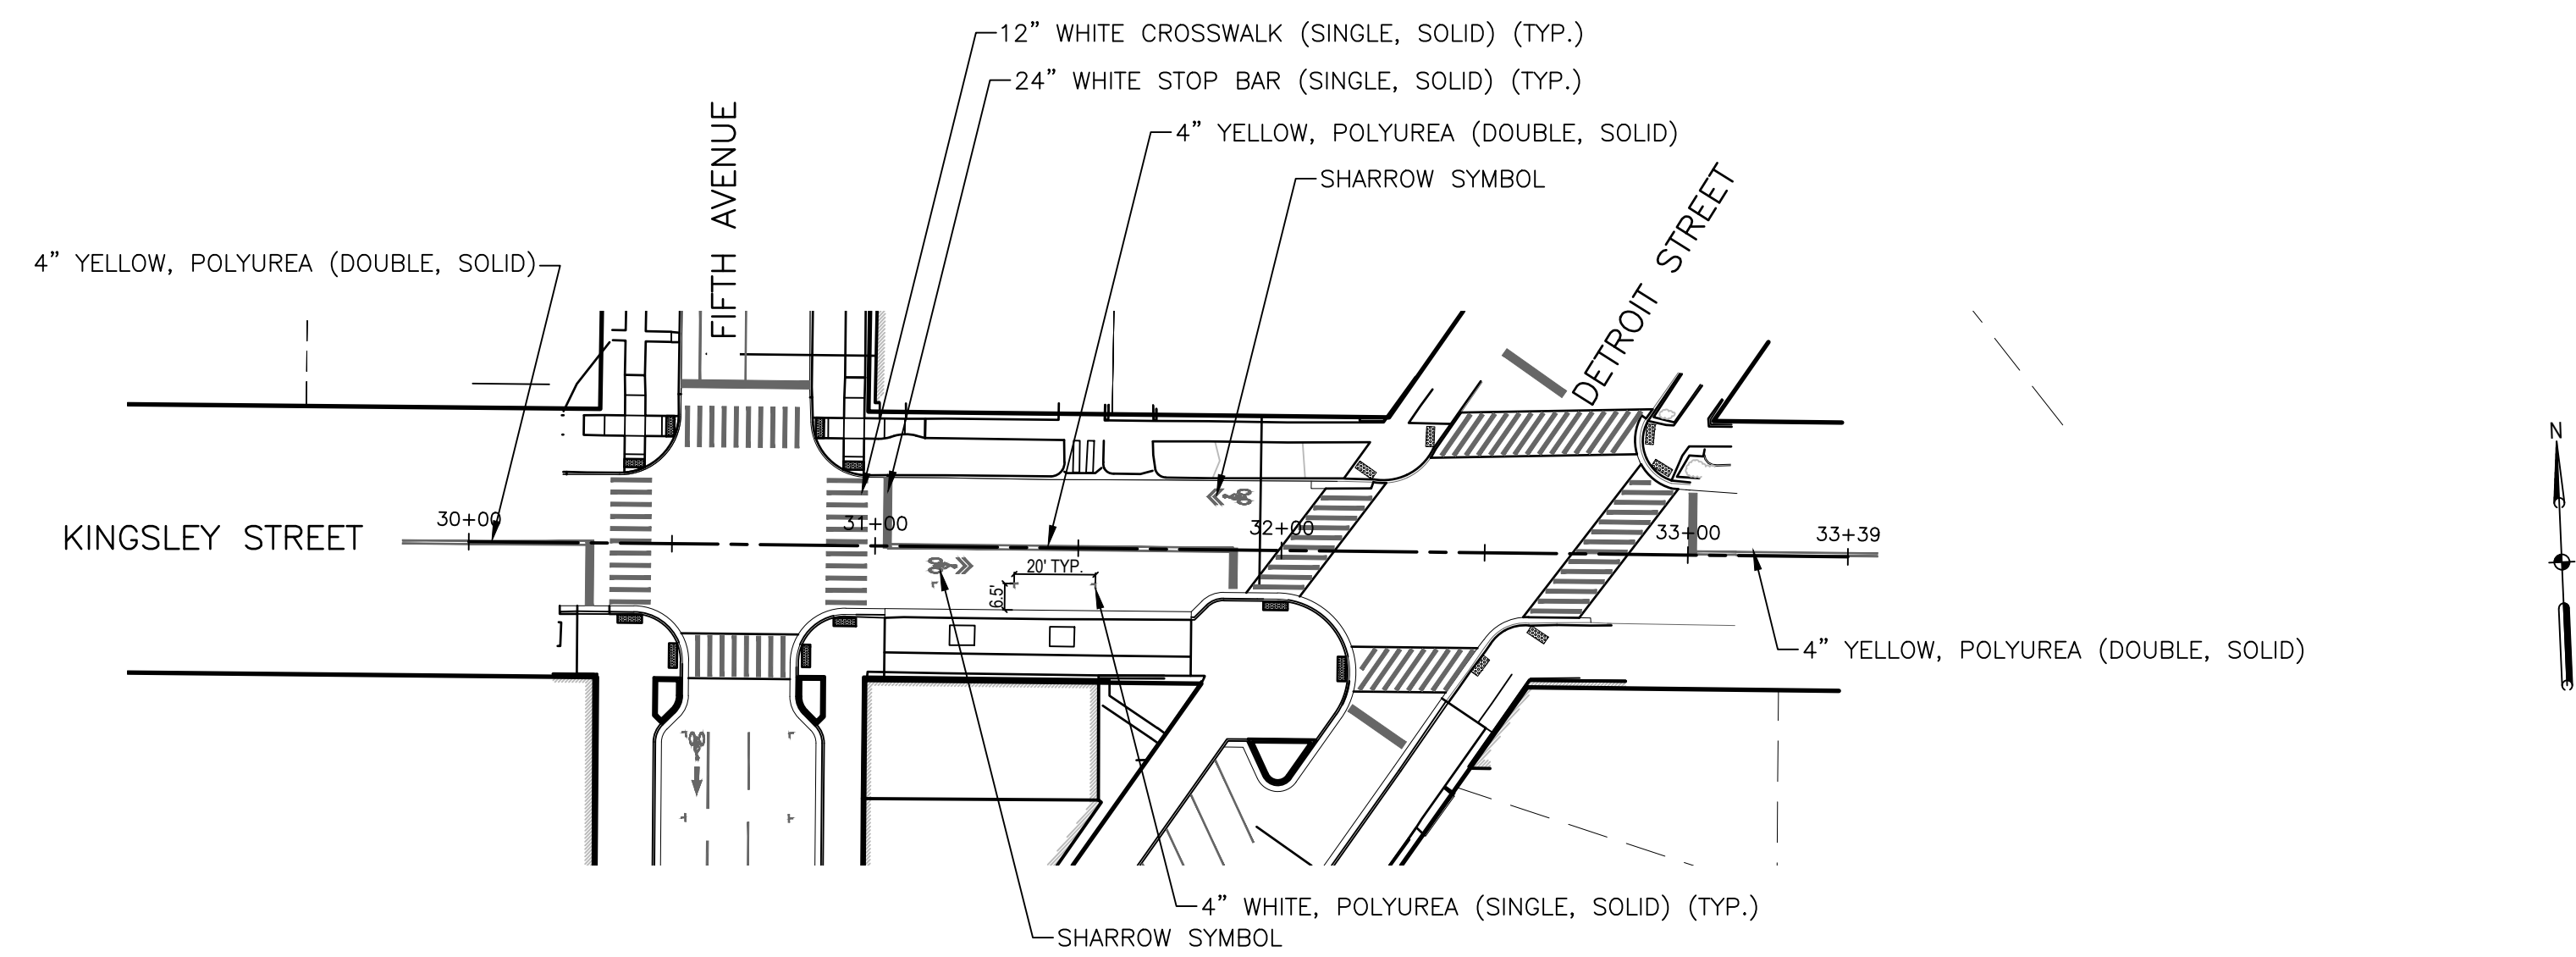 12” WHITE CROSSWALK (SINGLE, SOLID) (TYP.)
24” WHITE STOP BAR (SINGLE, SOLID) (TYP.)
4” YELLOW, POLYUREA (DOUBLE, SOLID)
SHARROW SYMBOL
FIFTH AVENUE
DETROIT STREET
4” YELLOW, POLYUREA (DOUBLE, SOLID)
N
KINGSLEY STREET
30+00
31+00
32+00
33+00
33+39
20' TYP.
6.5'
4” YELLOW, POLYUREA (DOUBLE, SOLID)
4” WHITE, POLYUREA (SINGLE, SOLID) (TYP.)
SHARROW SYMBOL